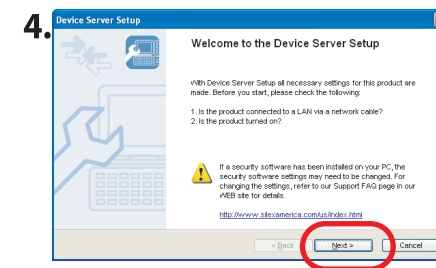 4.
Device Server Setup
Welcome to the Device Server Setup
With Device Server Setup all necessary settings for this product are
made. Before you start, please check the following:
1. Is the product connected to a LAN via a network cable?
2. Is the product turned on?
If a security software has been installed on your PC, the
security software settings may need to be changed. For
changing the settings, refer to our Support FAQ page in our
WEB site for details.
http://www.silexamerica.com/us/index.html
< Back
Next >
Cancel